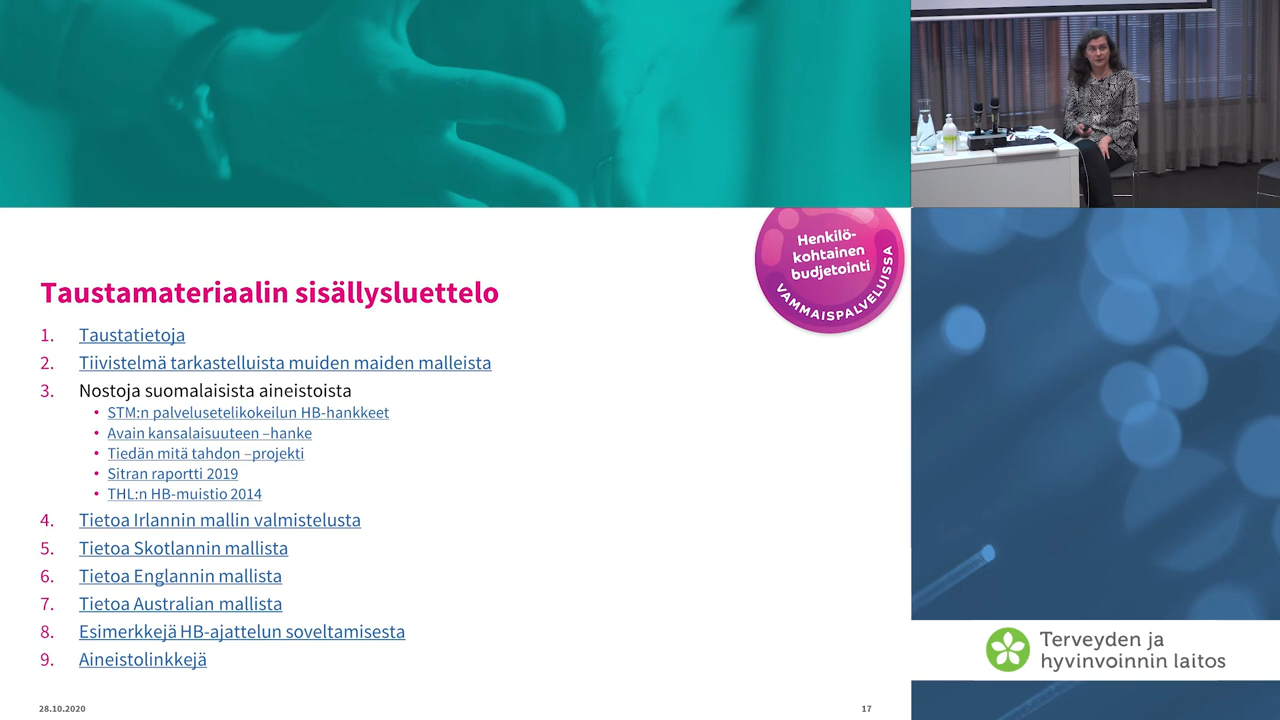 Henkilö-
kohtainen
budjetointi
VAMMAISPALVELUISSA
Taustamateriaalin sisällysluettelo
1. Taustatietoja
2. Tiivistelmä tarkastelluista muiden maiden malleista
3. Nostoja suomalaisista aineistoista
• STM:n palvelusetelikokeilun HB-hankkeet
• Avain kansalaisuuteen –hanke
• Tiedän mitä tahdon –projekti
• Sitran raportti 2019
• THL:n HB-muistio 2014
4. Tietoa Irlannin mallin valmistelusta
5. Tietoa Skotlannin mallista
6. Tietoa Englannin mallista
7. Tietoa Australian mallista
8. Esimerkkejä HB-ajattelun soveltamisesta
9. Aineistolinkkejä
28.10.2020
17
Terveyden ja
hyvinvoinnin laitos